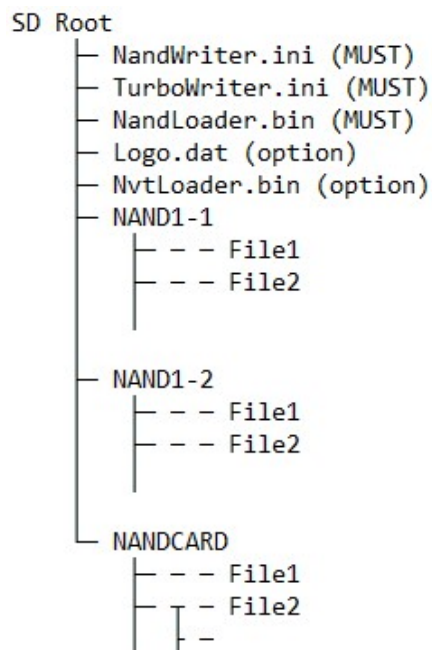 SD Root
NandWriter.ini (MUST)
TurboWriter.ini (MUST)
NandLoader.bin (MUST)
Logo.dat (option)
NvtLoader.bin (option)
NAND1-1
File1
File2
NAND1-2
File1
File2
NANDCARD
File1
File2